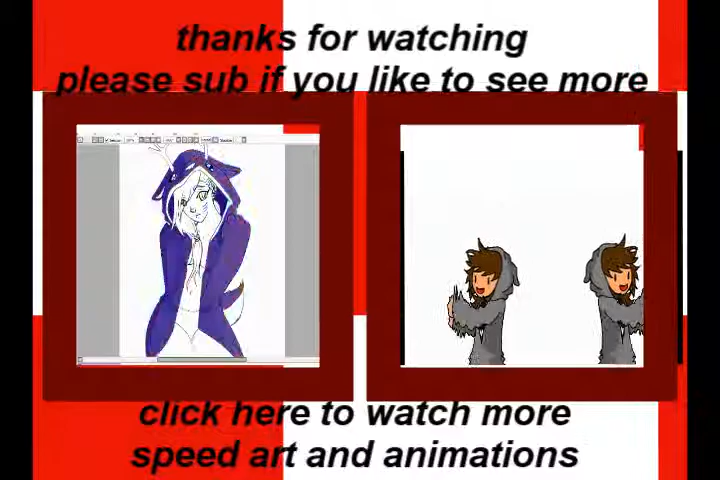 thanks for watching
please sub if you like to see more
click here to watch more
speed art and animations